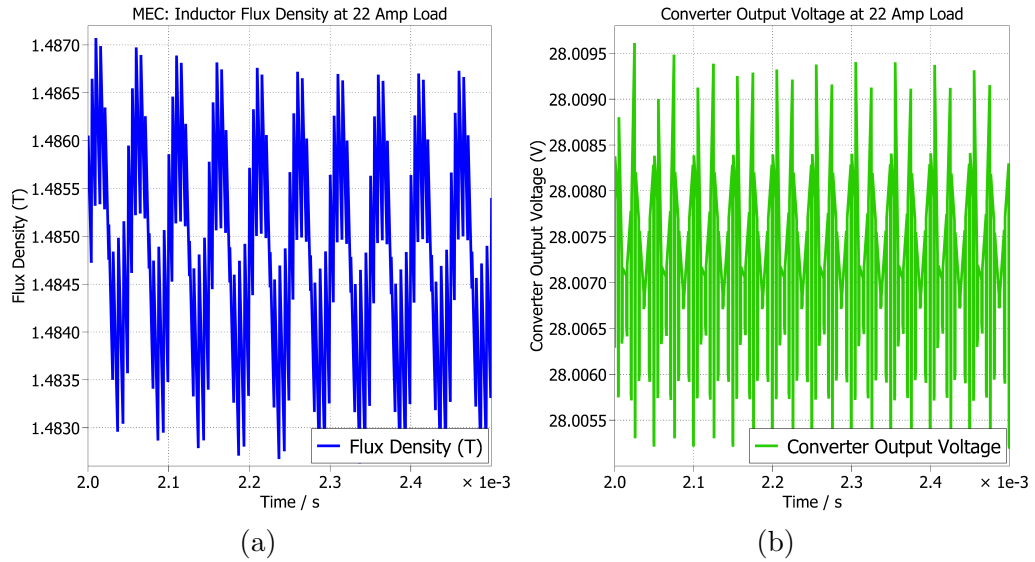 MEC: Inductor Flux Density at 22 Amp Load
1.4870
1.4865
1.4860
1.4855
1.4850
1.4845
1.4840
1.4835
1.4830
Flux Density (T)
Flux Density (T)
2.0 2.1 2.2 2.3 2.4 × 1e-3
Time / s
(a)
Converter Output Voltage at 22 Amp Load
28.0095
28.0090
28.0085
28.0080
28.0075
28.0070
28.0065
28.0060
28.0055
Converter Output Voltage (V)
Converter Output Voltage
2.0 2.1 2.2 2.3 2.4 × 1e-3
Time / s
(b)